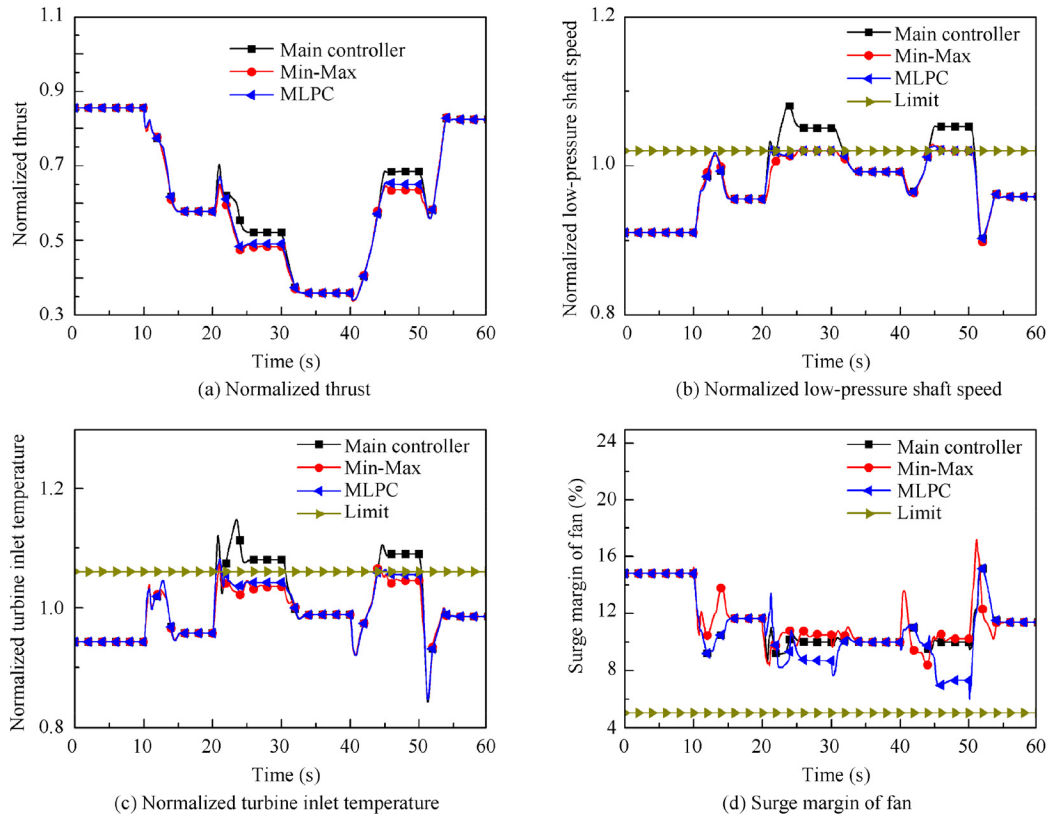 1.1
0.9
0.7
0.5
0.3
Normalized thrust
Main controller
Min-Max
MLPC
0 10 20 30 40 50 60
Time (s)
(a) Normalized thrust
1.2
1.0
0.8
Normalized low-pressure shaft speed
Main controller
Min-Max
MLPC
Limit
0 10 20 30 40 50 60
Time (s)
(b) Normalized low-pressure shaft speed
1.2
1.0
0.8
Normalized turbine inlet temperature
Main controller
Min-Max
MLPC
Limit
0 10 20 30 40 50 60
Time (s)
(c) Normalized turbine inlet temperature
24
20
16
12
8
4
Surge margin of fan (%)
Main controller
Min-Max
MLPC
Limit
0 10 20 30 40 50 60
Time (s)
(d) Surge margin of fan